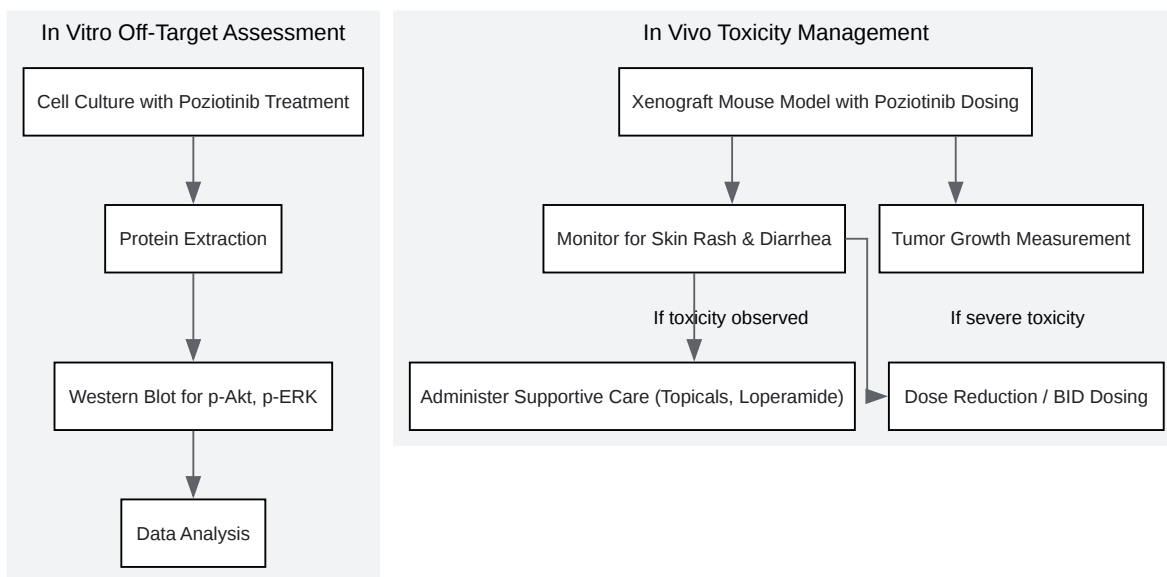 In Vitro Off-Target Assessment
Cell Culture with Poziotinib Treatment
Protein Extraction
Western Blot for p-Akt, p-ERK
Data Analysis
In Vivo Toxicity Management
Xenograft Mouse Model with Poziotinib Dosing
Monitor for Skin Rash & Diarrhea
Tumor Growth Measurement
If toxicity observed
If severe toxicity
Administer Supportive Care (Topicals, Loperamide)
Dose Reduction / BID Dosing